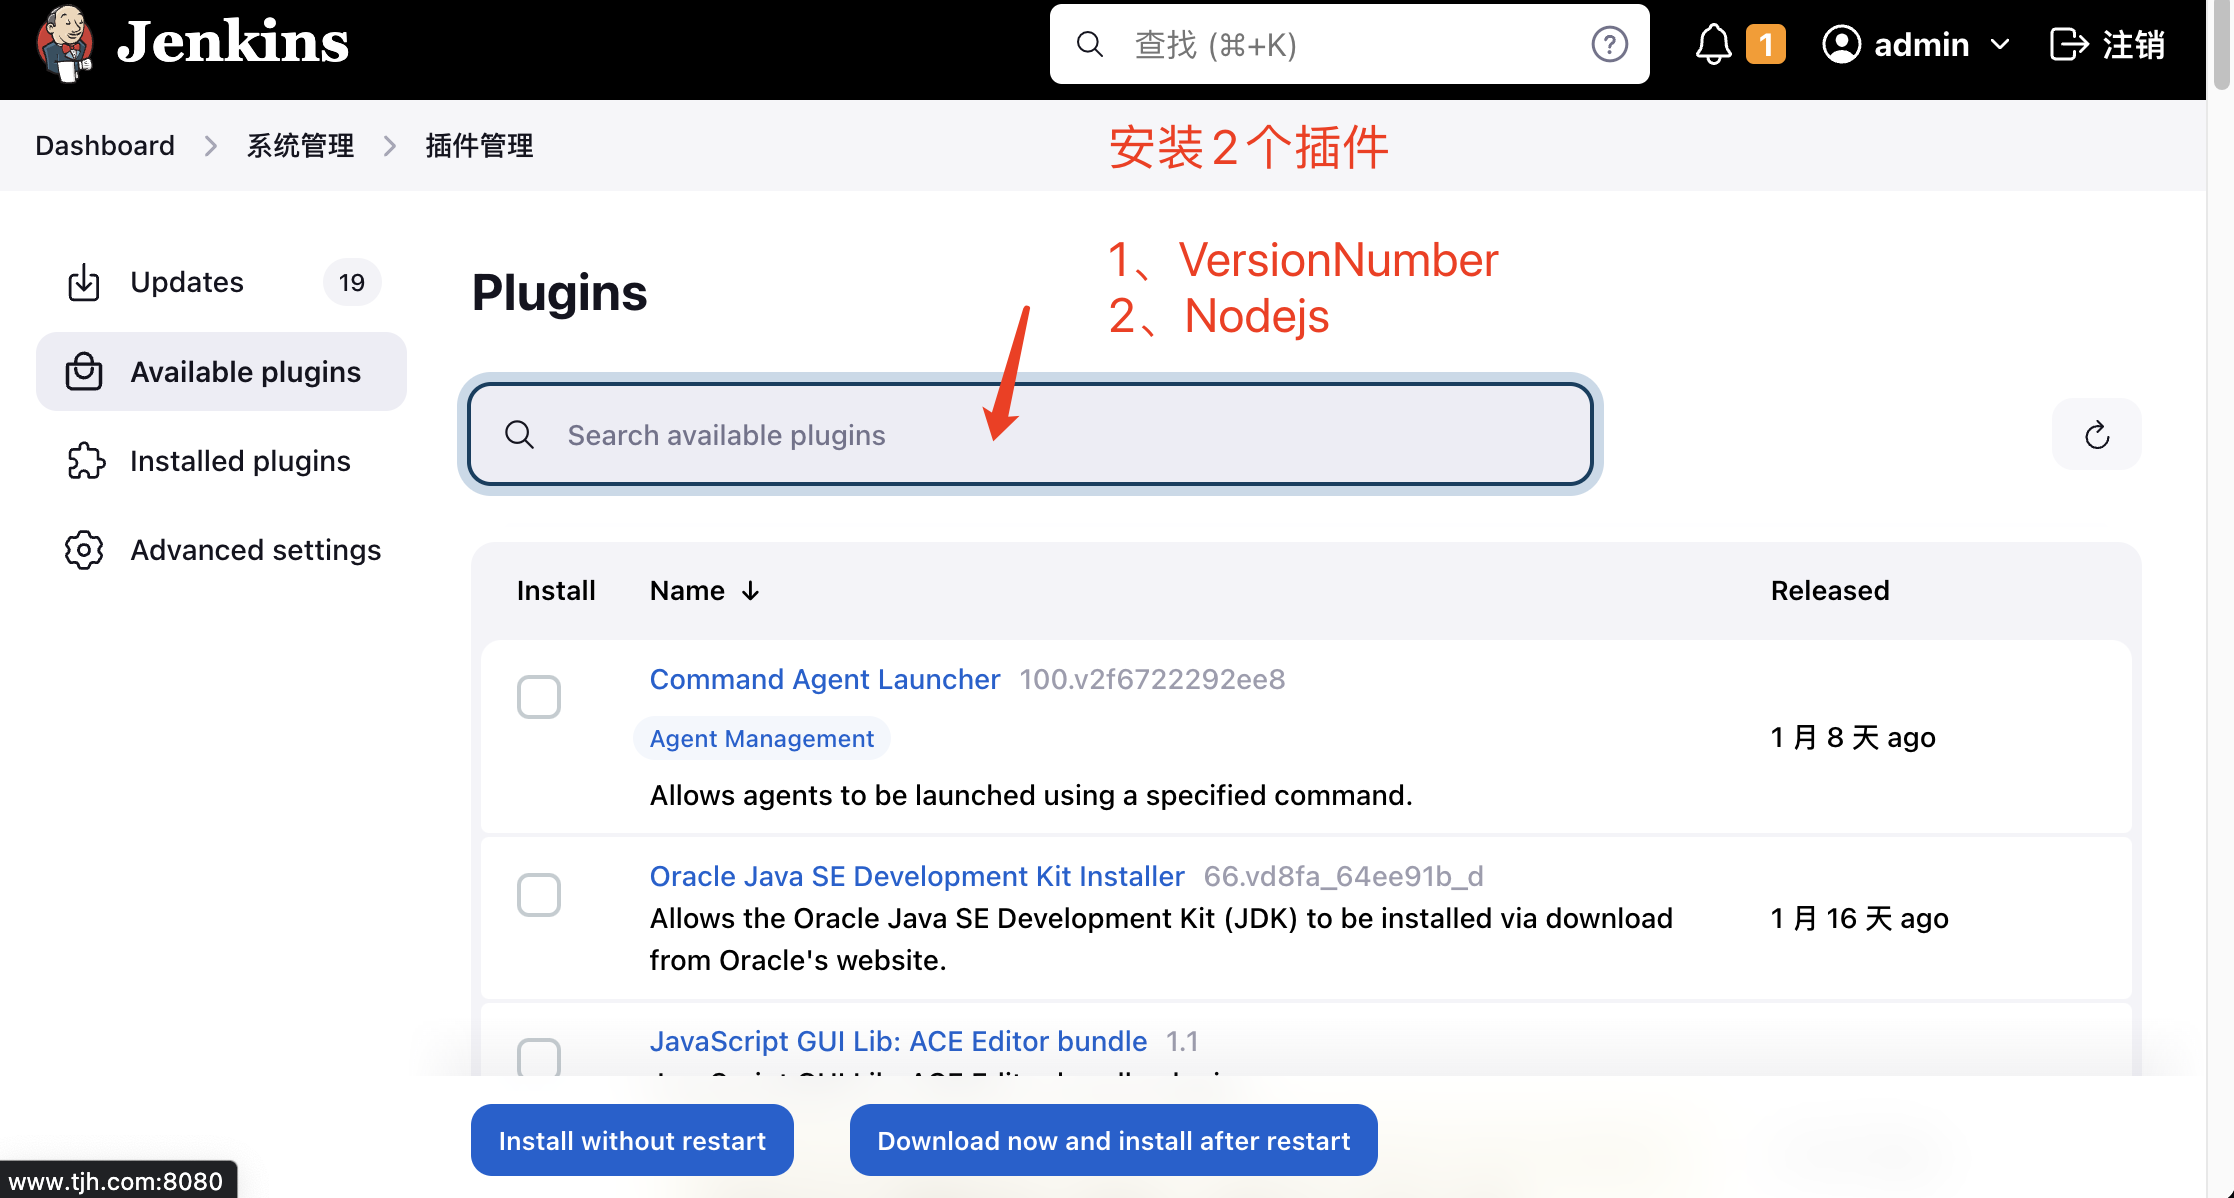 Jenkins
查找 (⌘+K)
1
admin
注销
Dashboard
系统管理
插件管理
安装2个插件
1、VersionNumber
2、Nodejs
Updates
19
Available plugins
Installed plugins
Advanced settings
Plugins
Search available plugins
Install
Name ↓
Released
Command Agent Launcher 100.v2f6722292ee8
Agent Management
Allows agents to be launched using a specified command.
1 月 8 天 ago
Oracle Java SE Development Kit Installer 66.vd8fa_64ee91b_d
Allows the Oracle Java SE Development Kit (JDK) to be installed via download
from Oracle's website.
1 月 16 天 ago
JavaScript GUI Lib: ACE Editor bundle 1.1
Install without restart
Download now and install after restart
www.tjh.com:8080